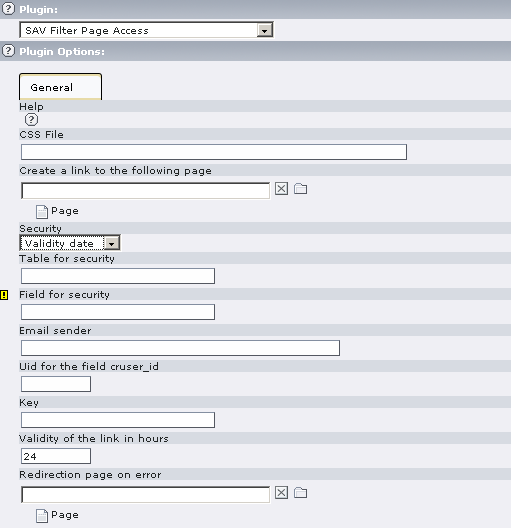 Plugin:
SAV Filter Page Access
Plugin Options:
General
Help
CSS File
Create a link to the following page
Page
Security
Validity date
Table for security
Field for security
Email sender
Uid for the field cruser_id
Key
Validity of the link in hours
24
Redirection page on error
Page